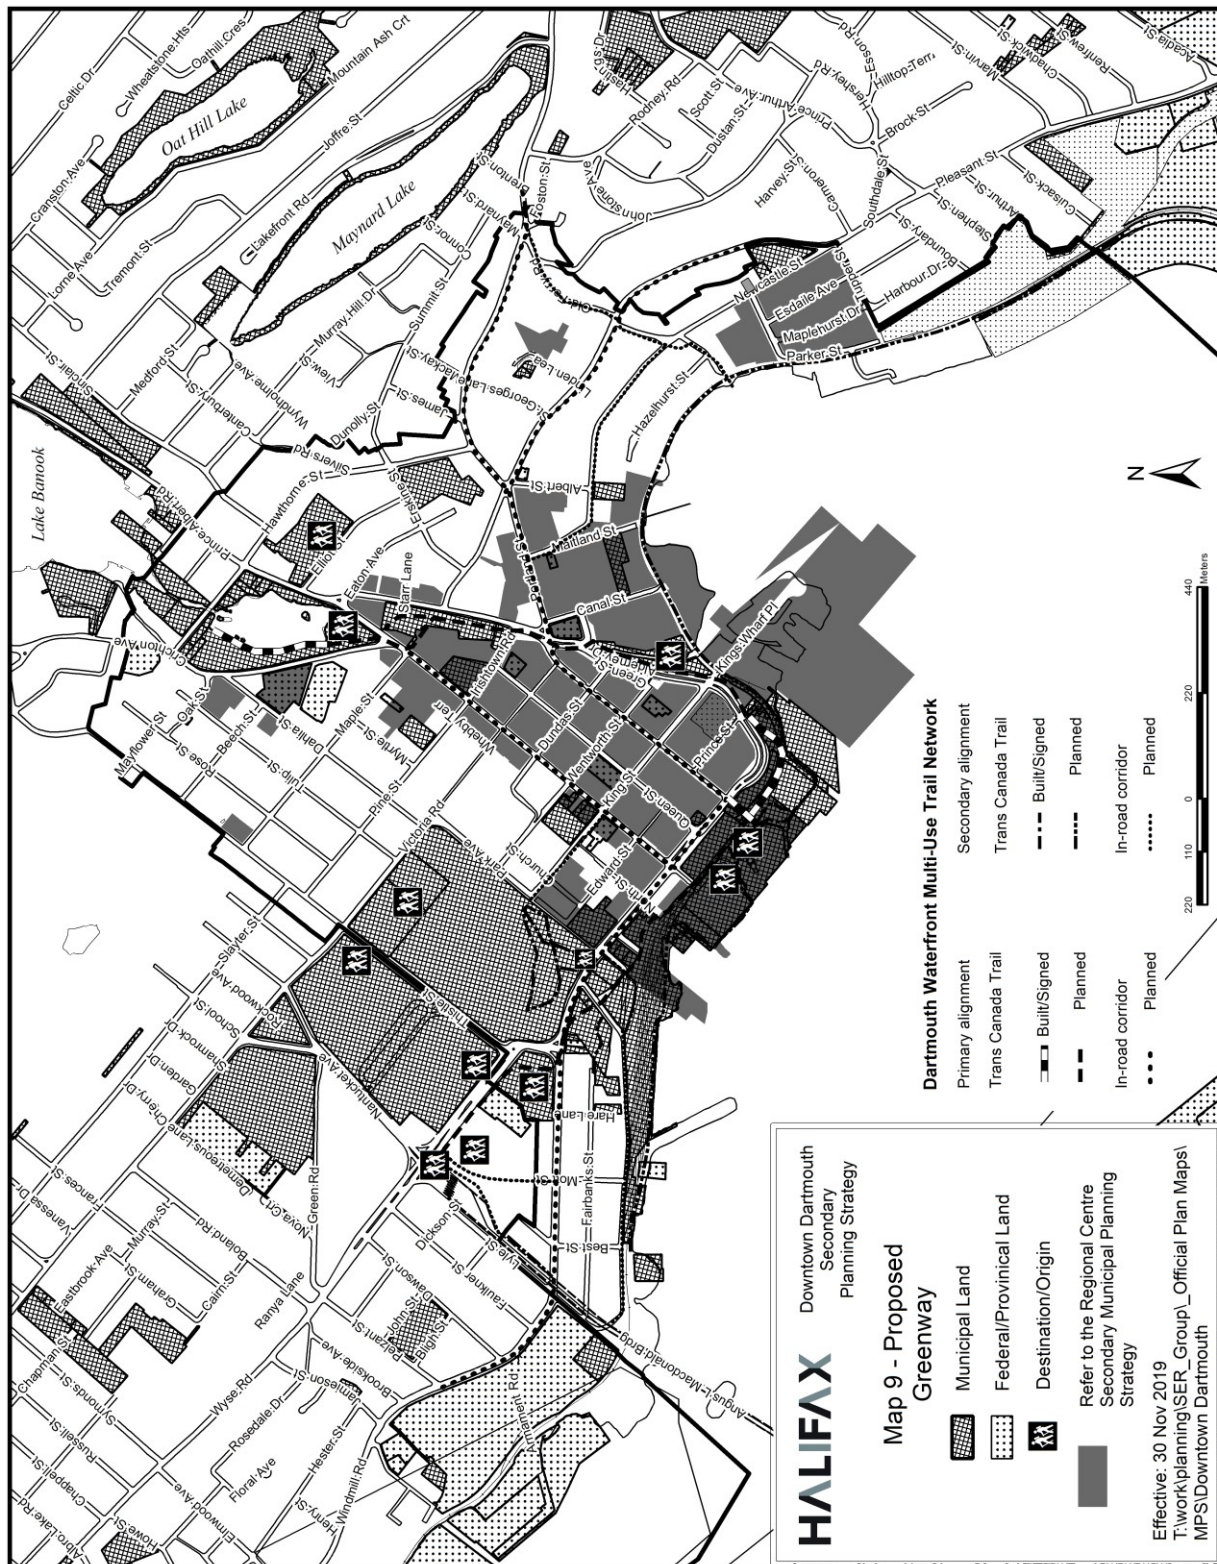 HALIFAX
Downtown Dartmouth
Secondary
Planning Strategy
Map 9 - Proposed
Greenway
Municipal Land
Federal/Provinical Land
Destination/Origin
Refer to the Regional Centre
Secondary Municipal Planning
Strategy
Effective: 30 Nov 2019
T:\work\planning\SER_Group\_Official Plan Maps\
MPS\Downtown Dartmouth
Dartmouth Waterfront Multi-Use Trail Network
Primary alignment
Trans Canada Trail
Built/Signed
Planned
In-road corridor
Planned
Secondary alignment
Trans Canada Trail
Built/Signed
Planned
In-road corridor
Planned
220
110
0
220
440
Meters
N
Lake Banook
Oat Hill Lake
Maynard Lake
Celtic Dr
Wheatstone Hts
Oathill Cres
Mountain Ash Crt
Cranston Ave
Lorne Ave
Tremont St
Joffre St
Lakefront Rd
Sinclair St
Medford St
Canterbury St
Wyndholme Ave
View St
Murray Hill Dr
Summit St
Connor St
Maynard St
Trenton St
Boston St
Johnstone Ave
Hastings Dr
Rodney Rd
Scott St
Dustan St
Prince Arthur Ave
Hershey Rd
Esson Rd
Hilltop Terr
Brock St
Marvin St
Chadwick St
Renfrew St
Acadia St
Harvey St
Cameron St
Southdale St
Pleasant St
Cuisack St
Arthur St
Stephen St
Boundary St
Harbour Dr
Tupper St
Newcastle St
Esdaile Ave
Maplehurst Dr
Parker St
Hazelhurst St
Old Ferry Rd
St Georges Lane
Mackay St
James St
Dunolly St
Silvers Rd
Hawthorne St
Erskine St
Elliot St
Eaton Ave
Starr Lane
Prince Albert Rd
Crichton Ave
Albert St
Maitland St
Portland St
Canal St
Kings Wharf Pl
Alderney Dr
Green St
Irishtown Rd
Dundas St
Wentworth St
King St
Queen St
Prince St
Edward St
North St
Church St
Park Ave
Victoria Rd
Whebby Terr
Myrtle St
Maple St
Pine St
Dahlia St
Tulip St
Beech St
Rose St
Oak St
Mayflower St
Slayter St
Lockwood Ave
School St
Shamrock Dr
Garden Dr
Cherry Dr
Demetreous Lane
Nova Crt
Green Rd
Nantucket Ave
Thistle St
Hare Lane
Mott St
Fairbanks St
Best St
Lyle St
Dickson St
Faulkner St
Dawson St
John St
Pelzant St
Bligh St
Brookside Ave
Jamieson St
Windmill Rd
Hester St
Henry St
Rosedale Dr
Floral Ave
Elmwood Ave
Howe St
Albro Lake Rd
Chappell St
Russell St
Symonds St
Chapman St
Wyse Rd
Ranya Lane
Boland Rd
Cairn St
Graham St
Murray St
Eastbrook Ave
Frances St
Vanessa Dr
Angus L Macdonald Brdg